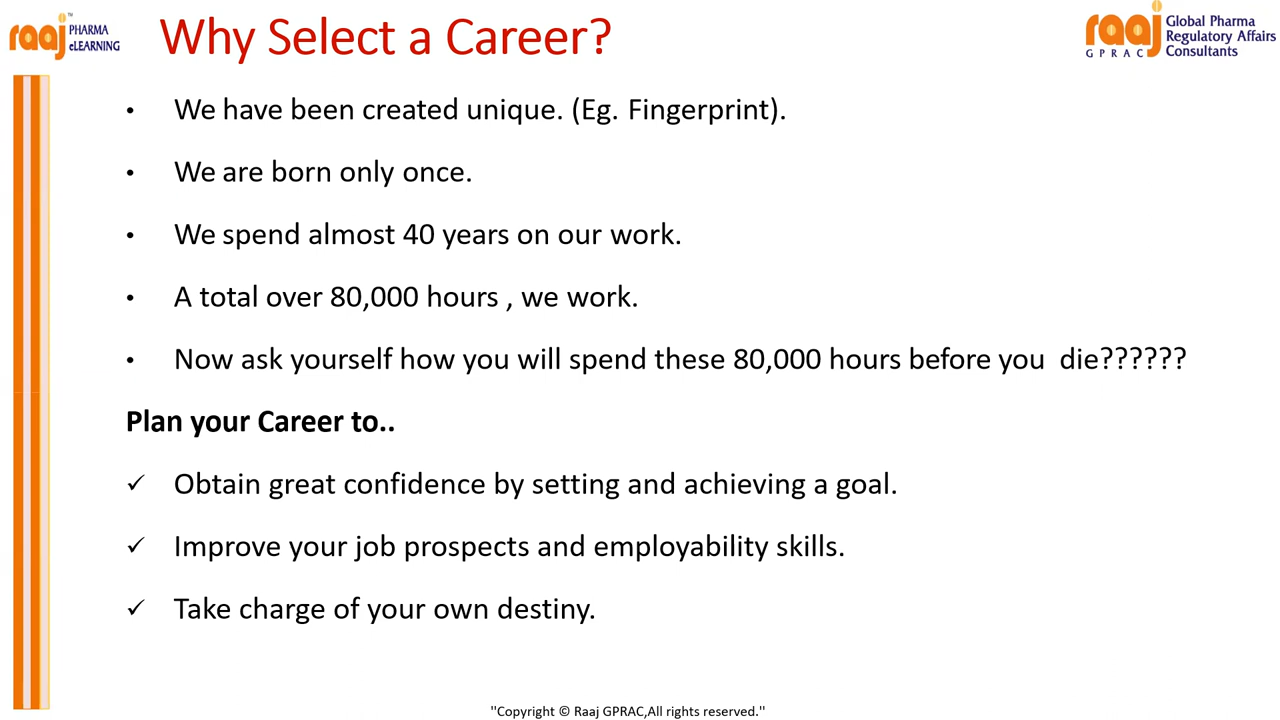 raaj™ PHARMA eLEARNING
Why Select a Career?
raaj GPRAC Global Pharma Regulatory Affairs Consultants
• We have been created unique. (Eg. Fingerprint).
• We are born only once.
• We spend almost 40 years on our work.
• A total over 80,000 hours , we work.
• Now ask yourself how you will spend these 80,000 hours before you die??????
Plan your Career to..
✓ Obtain great confidence by setting and achieving a goal.
✓ Improve your job prospects and employability skills.
✓ Take charge of your own destiny.
"Copyright © Raaj GPRAC,All rights reserved."